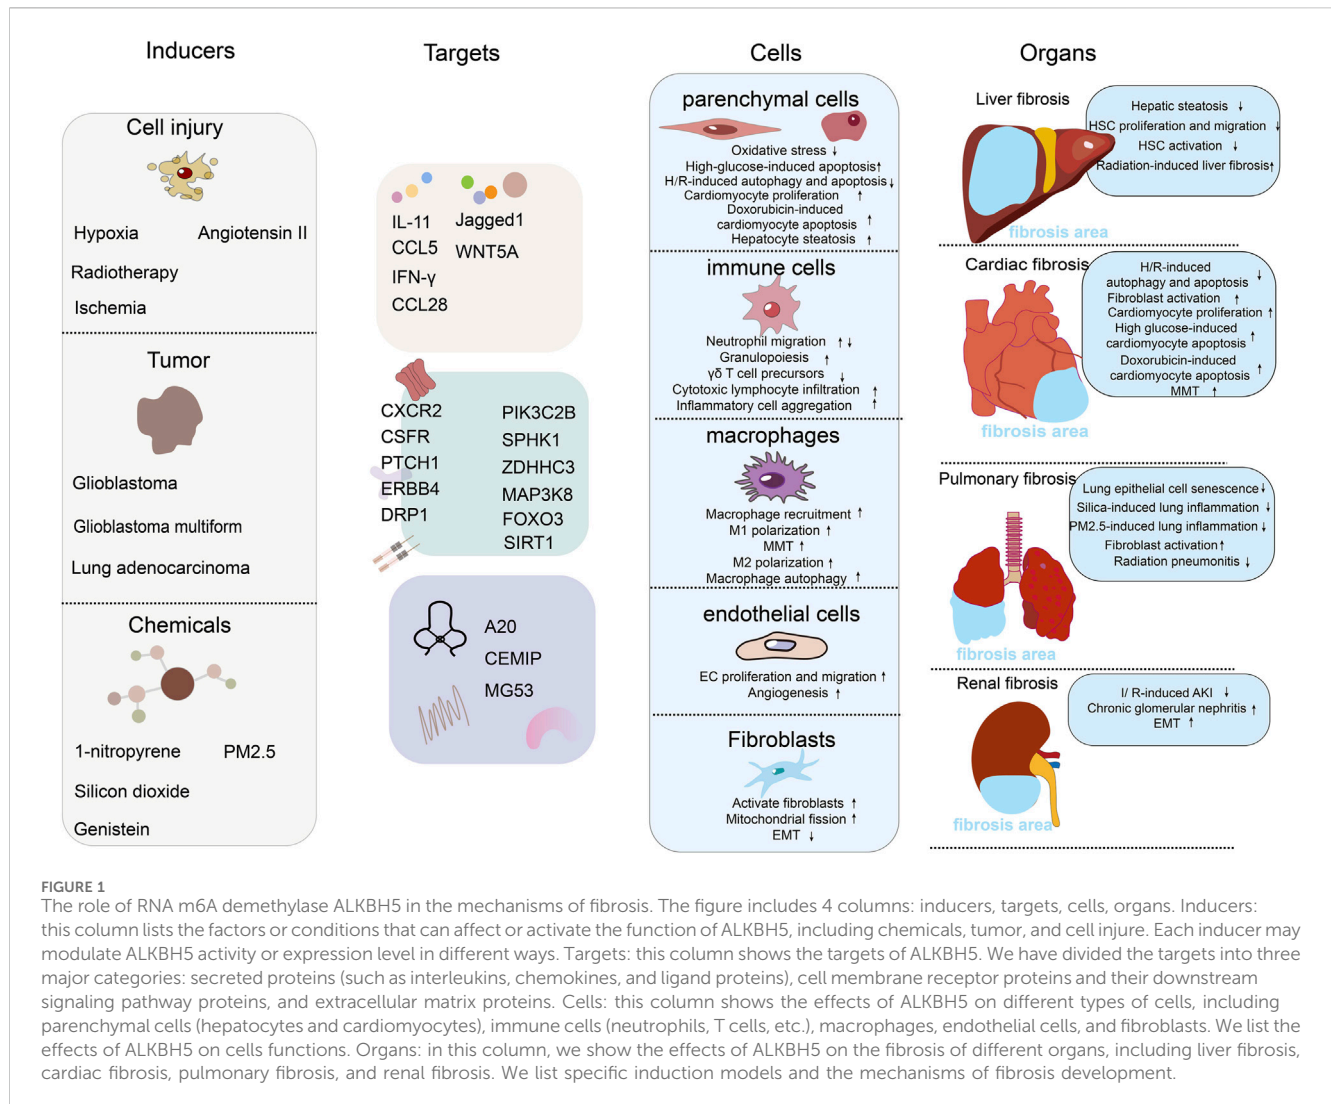 Inducers
Cell injury
Hypoxia
Angiotensin II
Radiotherapy
Ischemia
Tumor
Glioblastoma
Glioblastoma multiform
Lung adenocarcinoma
Chemicals
1-nitropyrene
PM2.5
Silicon dioxide
Genistein
Targets
IL-11
CCL5
IFN-γ
CCL28
Jagged1
WNT5A
CXCR2
CSFR
PTCH1
ERBB4
DRP1
PIK3C2B
SPHK1
ZDHHC3
MAP3K8
FOXO3
SIRT1
A20
CEMIP
MG53
Cells
parenchymal cells
Oxidative stress ↓
High-glucose-induced apoptosis↑
H/R-induced autophagy and apoptosis↓
Cardiomyocyte proliferation ↑
Doxorubicin-induced
cardiomyocyte apoptosis ↑
Hepatocyte steatosis ↑
immune cells
Neutrophil migration ↑↓
Granulopoiesis ↑
γδ T cell precursors ↓
Cytotoxic lymphocyte infiltration ↑
Inflammatory cell aggregation ↑
macrophages
Macrophage recruitment ↑
M1 polarization ↑
MMT ↑
M2 polarization ↑
Macrophage autophagy ↑
endothelial cells
EC proliferation and migration ↑
Angiogenesis ↑
Fibroblasts
Activate fibroblasts ↑
Mitochondrial fission ↑
EMT ↓
Organs
Liver fibrosis
Hepatic steatosis ↓
HSC proliferation and migration ↓
HSC activation ↓
Radiation-induced liver fibrosis↑
fibrosis area
Cardiac fibrosis
H/R-induced
autophagy and apoptosis ↓
Fibroblast activation ↑
Cardiomyocyte proliferation ↑
High glucose-induced
cardiomyocyte apoptosis ↑
Doxorubicin-induced
cardiomyocyte apoptosis ↑
MMT ↑
fibrosis area
Pulmonary fibrosis
Lung epithelial cell senescence↓
Silica-induced lung inflammation ↓
PM2.5-induced lung inflammation ↓
Fibroblast activation↑
Radiation pneumonitis ↓
fibrosis area
Renal fibrosis
I/ R-induced AKI ↓
Chronic glomerular nephritis ↑
EMT ↑
fibrosis area
FIGURE 1
The role of RNA m6A demethylase ALKBH5 in the mechanisms of fibrosis. The figure includes 4 columns: inducers, targets, cells, organs. Inducers:
this column lists the factors or conditions that can affect or activate the function of ALKBH5, including chemicals, tumor, and cell injure. Each inducer may
modulate ALKBH5 activity or expression level in different ways. Targets: this column shows the targets of ALKBH5. We have divided the targets into three
major categories: secreted proteins (such as interleukins, chemokines, and ligand proteins), cell membrane receptor proteins and their downstream
signaling pathway proteins, and extracellular matrix proteins. Cells: this column shows the effects of ALKBH5 on different types of cells, including
parenchymal cells (hepatocytes and cardiomyocytes), immune cells (neutrophils, T cells, etc.), macrophages, endothelial cells, and fibroblasts. We list the
effects of ALKBH5 on cells functions. Organs: in this column, we show the effects of ALKBH5 on the fibrosis of different organs, including liver fibrosis,
cardiac fibrosis, pulmonary fibrosis, and renal fibrosis. We list specific induction models and the mechanisms of fibrosis development.